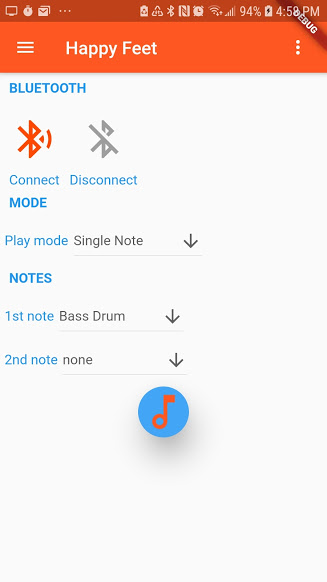 94% 4:58 PM
DEBUG
Happy Feet
BLUETOOTH
Connect Disconnect
MODE
Play mode Single Note
NOTES
1st note Bass Drum
2nd note none